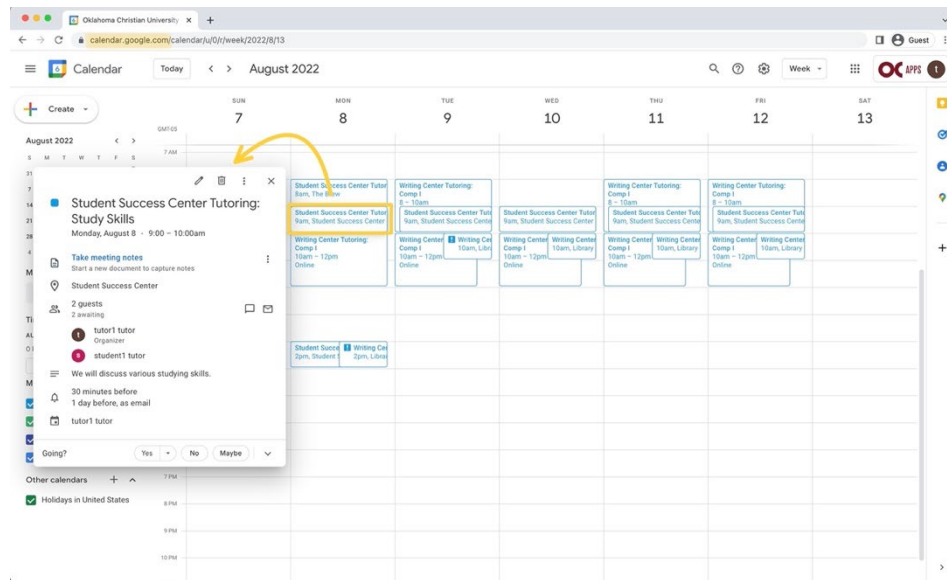 Oklahoma Christian University
calendar.google.com/calendar/u/0/r/week/2022/8/13
Guest
Calendar
Today
August 2022
Week
OC APPS
t
Create
August 2022
S M T W T F S
31
7
14
21
28
4
GMT-05
SUN
7
MON
8
TUE
9
WED
10
THU
11
FRI
12
SAT
13
7 AM
Student Success Center Tutoring:
Study Skills
Monday, August 8 · 9:00 – 10:00am
Take meeting notes
Start a new document to capture notes
Student Success Center
2 guests
2 awaiting
t
tutor1 tutor
Organizer
s
student1 tutor
We will discuss various studying skills.
30 minutes before
1 day before, as email
tutor1 tutor
Going?
Yes
No
Maybe
Student Success Center Tutor
9am, Student Success Center
Writing Center Tutoring:
Comp I
10am – 12pm
Online
Student Succe
2pm, Student
Writing Cen
2pm, Librar
Writing Center Tutoring:
Comp I
8 – 10am
Student Success Center Tuto
9am, Student Success Cente
Writing Center
Comp I
10am – 12pm
Online
Writing Cen
10am, Libr
Student Success Center Tuto
9am, Student Success Center
Writing Center
Comp I
10am – 12pm
Online
Writing Center
10am, Library
Writing Center Tutoring:
Comp I
8 – 10am
Student Success Center Tuto
9am, Student Success Cente
Writing Center
Comp I
10am – 12pm
Online
Writing Center
10am, Library
Writing Center Tutoring:
Comp I
8 – 10am
Student Success Center Tuto
9am, Student Success Cente
Writing Center
Comp I
10am – 12pm
Online
Writing Center
10am, Library
Other calendars
Holidays in United States
7 PM
8 PM
9 PM
10 PM